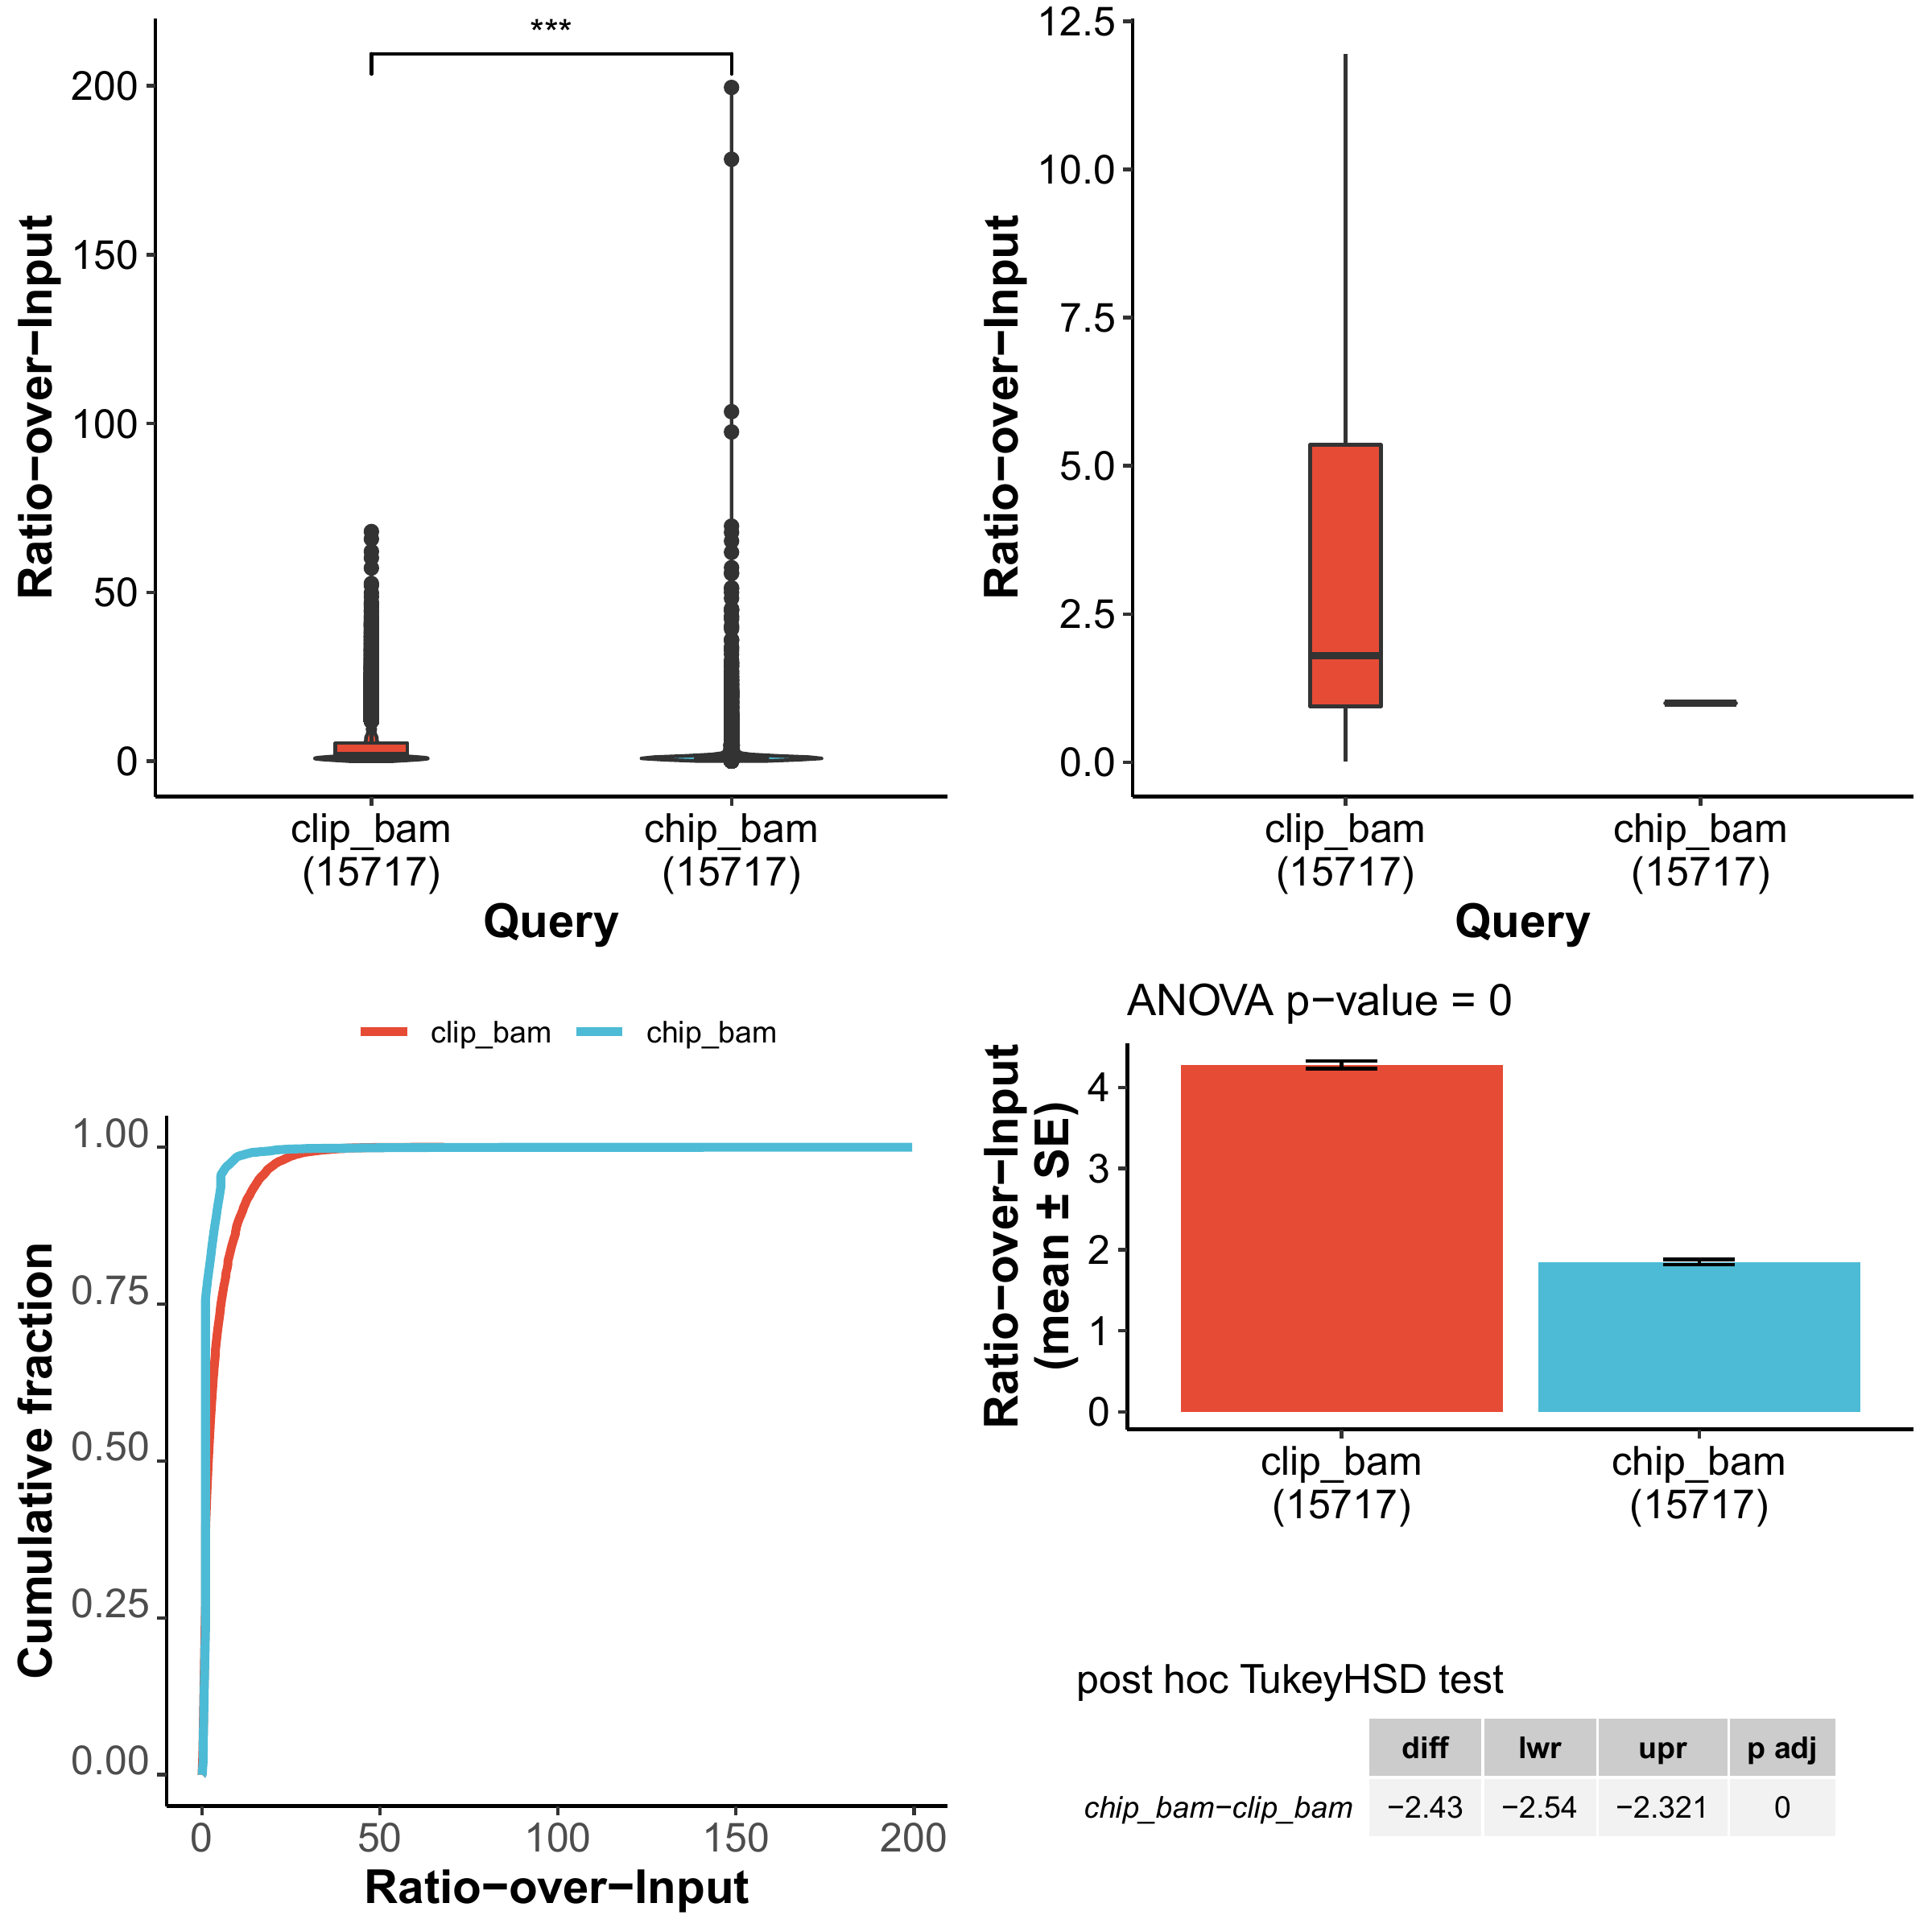 ***
200
150
100
50
0
Ratio−over−Input
clip_bam
(15717)
chip_bam
(15717)
Query
12.5
10.0
7.5
5.0
2.5
0.0
Ratio−over−Input
clip_bam
(15717)
chip_bam
(15717)
Query
clip_bam
chip_bam
1.00
0.75
0.50
0.25
0.00
Cumulative fraction
0
50
100
150
200
Ratio−over−Input
ANOVA p−value = 0
Ratio−over−Input
(mean ± SE)
4
3
2
1
0
clip_bam
(15717)
chip_bam
(15717)
post hoc TukeyHSD test
diff lwr upr p adj
chip_bam−clip_bam −2.43 −2.54 −2.321 0